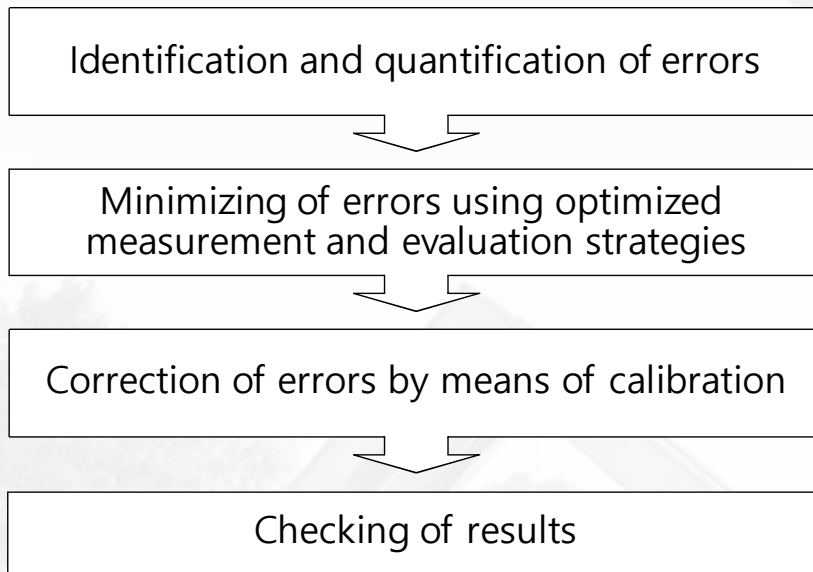 Identification and quantification of errors
Minimizing of errors using optimized
measurement and evaluation strategies
Correction of errors by means of calibration
Checking of results